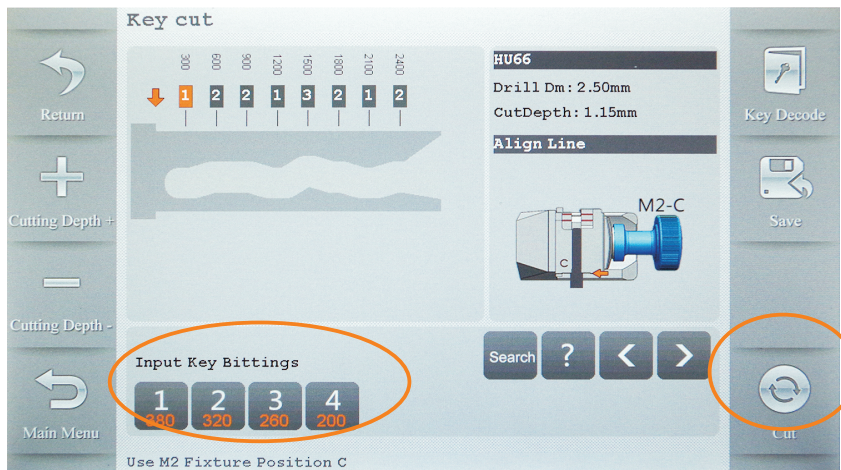 Key cut
Return
Cutting Depth +
Cutting Depth -
Main Menu
300 600 900 1200 1500 1800 2100 2400
1 2 2 1 3 2 1 2
HU66
Drill Dm: 2.50mm
CutDepth: 1.15mm
Align Line
M2-C
C
Key Decode
Save
Cut
Input Key Bittings
1 2 3 4
380 320 260 200
Search ? < >
Use M2 Fixture Position C